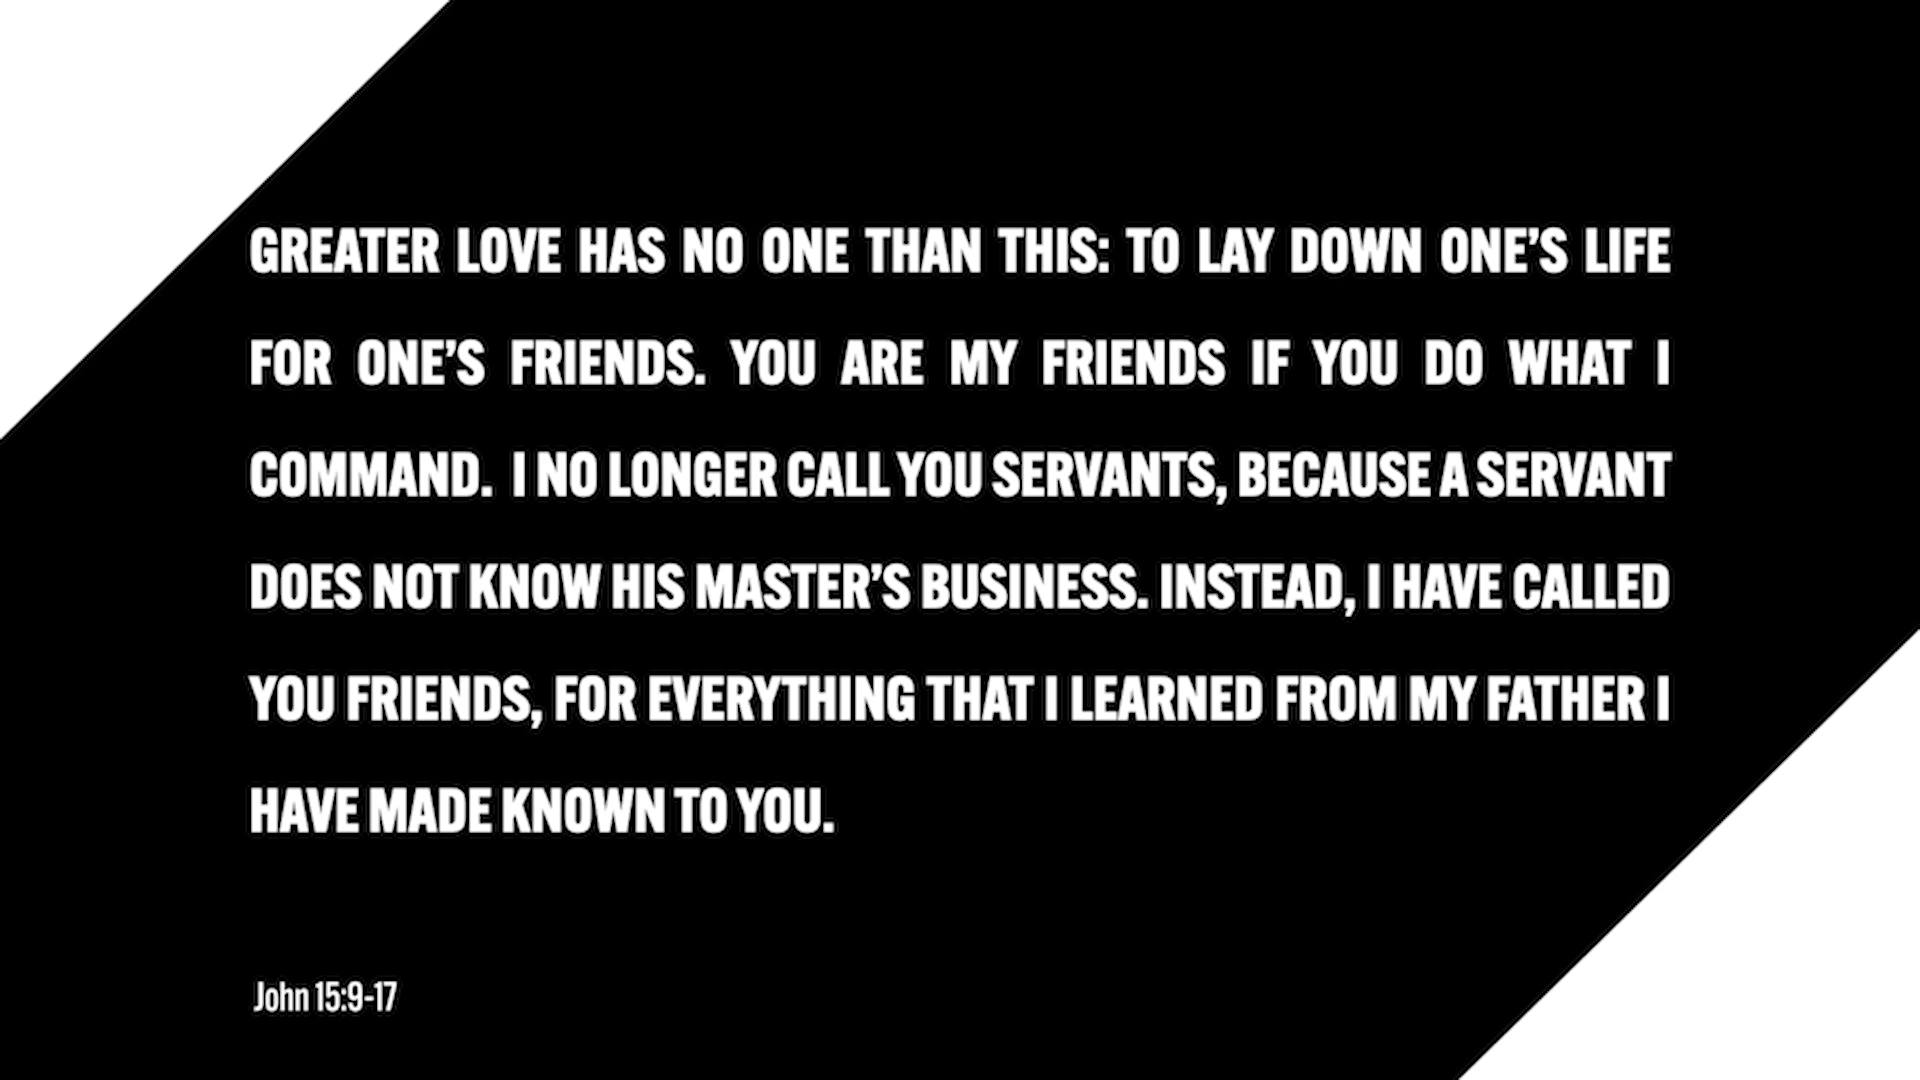 GREATER LOVE HAS NO ONE THAN THIS: TO LAY DOWN ONE’S LIFE
FOR ONE’S FRIENDS. YOU ARE MY FRIENDS IF YOU DO WHAT I
COMMAND. I NO LONGER CALL YOU SERVANTS, BECAUSE A SERVANT
DOES NOT KNOW HIS MASTER’S BUSINESS. INSTEAD, I HAVE CALLED
YOU FRIENDS, FOR EVERYTHING THAT I LEARNED FROM MY FATHER I
HAVE MADE KNOWN TO YOU.
John 15:9-17